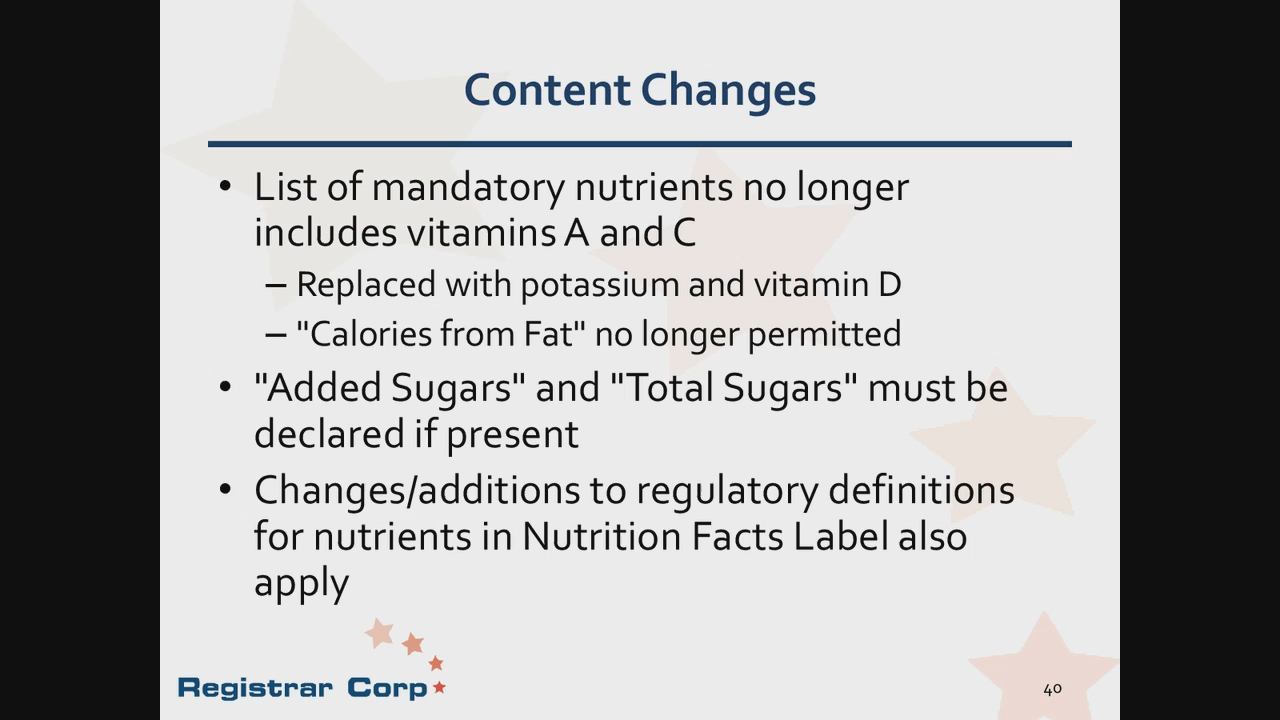 Content Changes
• List of mandatory nutrients no longer
includes vitamins A and C
– Replaced with potassium and vitamin D
– "Calories from Fat" no longer permitted
• "Added Sugars" and "Total Sugars" must be
declared if present
• Changes/additions to regulatory definitions
for nutrients in Nutrition Facts Label also
apply
Registrar Corp
40